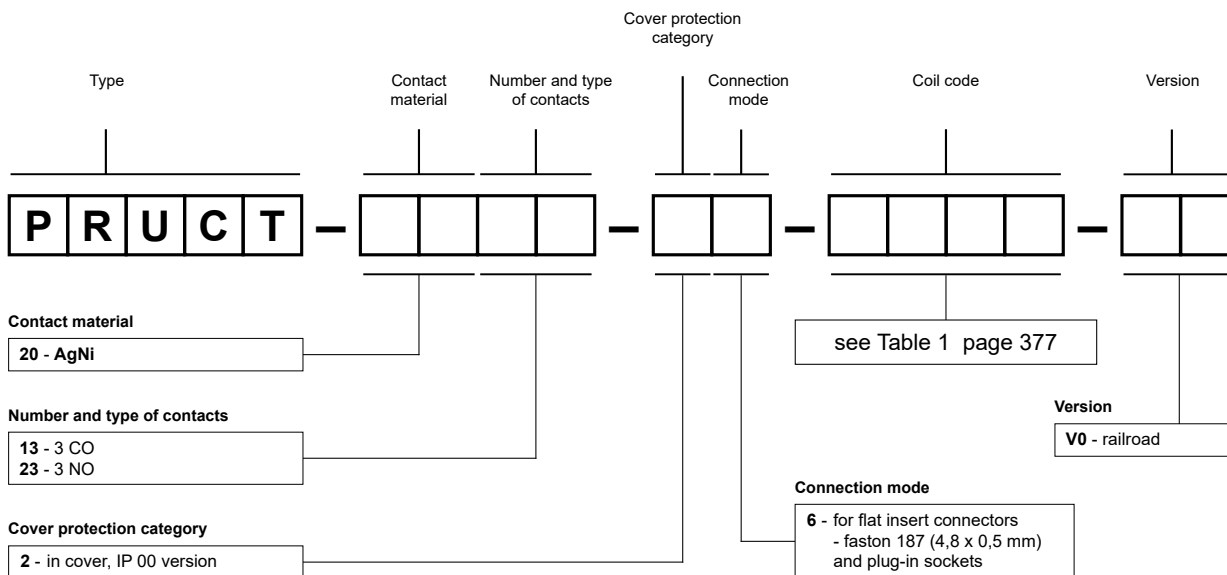 Cover protection
category
Type
Contact
material
Number and type
of contacts
Connection
mode
Coil code
Version
P R U C T – – – –
Contact material
20 - AgNi
see Table 1 page 377
Number and type of contacts
13 - 3 CO
23 - 3 NO
Version
V0 - railroad
Connection mode
6 - for flat insert connectors
- faston 187 (4,8 x 0,5 mm)
and plug-in sockets
Cover protection category
2 - in cover, IP 00 version